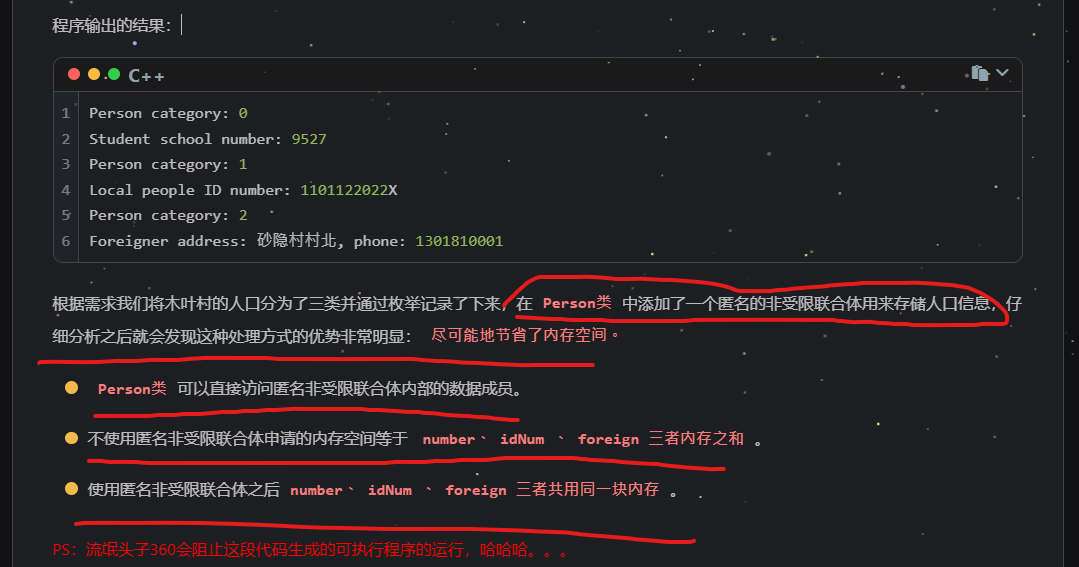 程序输出的结果:
C++
1 Person category: 0
2 Student school number: 9527
3 Person category: 1
4 Local people ID number: 1101122022X
5 Person category: 2
6 Foreigner address: 砂隐村村北, phone: 1301810001
根据需求我们将木叶村的人口分为了三类并通过枚举记录了下来，在 Person类 中添加了一个匿名的非受限联合体用来存储人口信息，仔
细分析之后就会发现这种处理方式的优势非常明显： 尽可能地节省了内存空间。
Person类 可以直接访问匿名非受限联合体内部的数据成员。
不使用匿名非受限联合体申请的内存空间等于 number、 idNum 、 foreign 三者内存之和 。
使用匿名非受限联合体之后 number、 idNum 、 foreign 三者共用同一块内存 。
PS：流氓头子360会阻止这段代码生成的可执行程序的运行，哈哈哈。。。